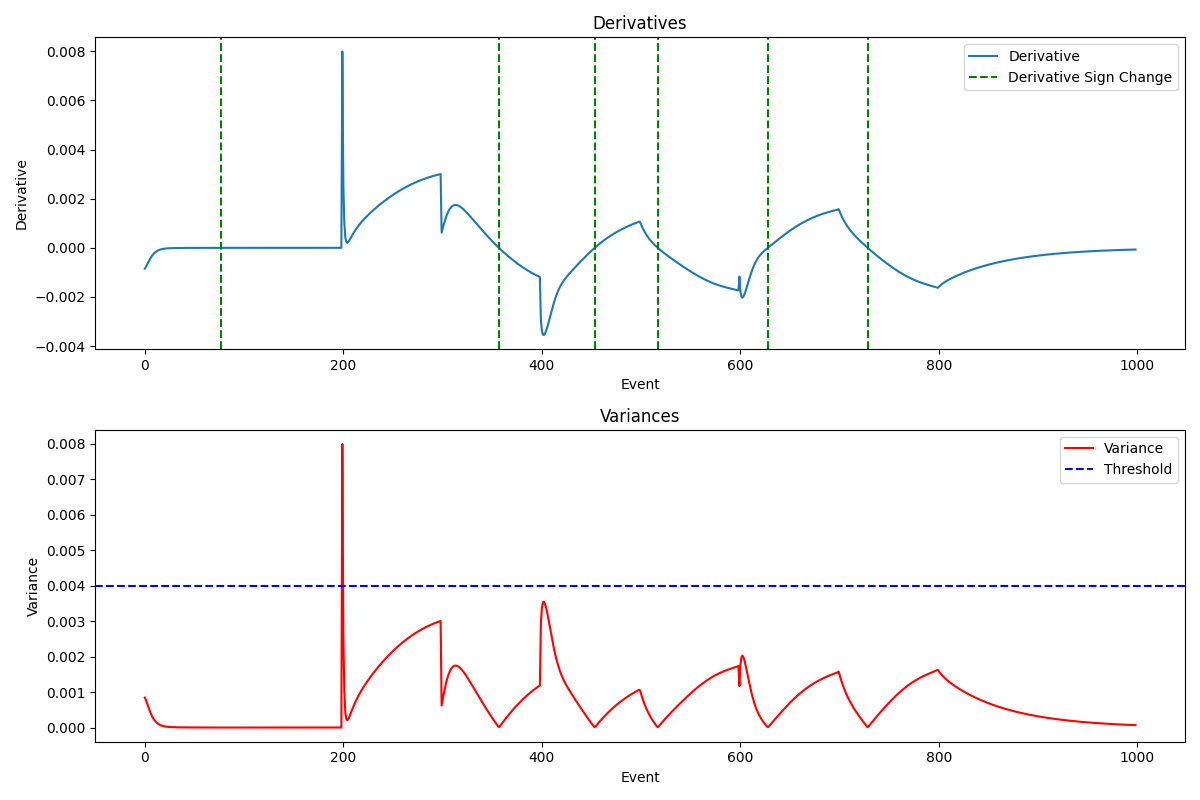 Derivatives
0.008
0.006
0.004
0.002
0.000
−0.002
−0.004
Derivative
Derivative
Derivative Sign Change
0 200 400 600 800 1000
Event
Variances
0.008
0.007
0.006
0.005
0.004
0.003
0.002
0.001
0.000
Variance
Variance
Threshold
0 200 400 600 800 1000
Event